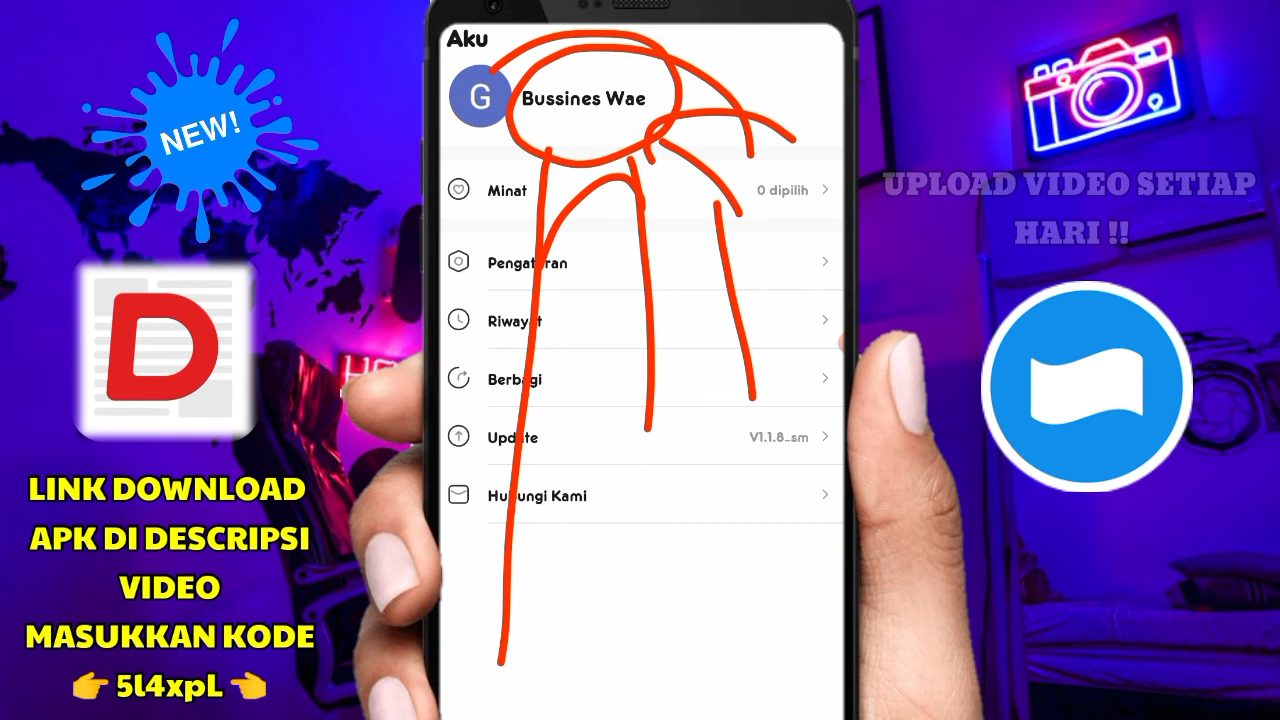 Aku
G
Bussines Wae
NEW!
Minat
0 dipilih
UPLOAD VIDEO SETIAP
HARI !!
Pengaturan
Riwayat
Berbagi
Update
V1.1.8_sm
Hubungi Kami
D
LINK DOWNLOAD
APK DI DESCRIPSI
VIDEO
MASUKKAN KODE
👉 5l4xpL 👈